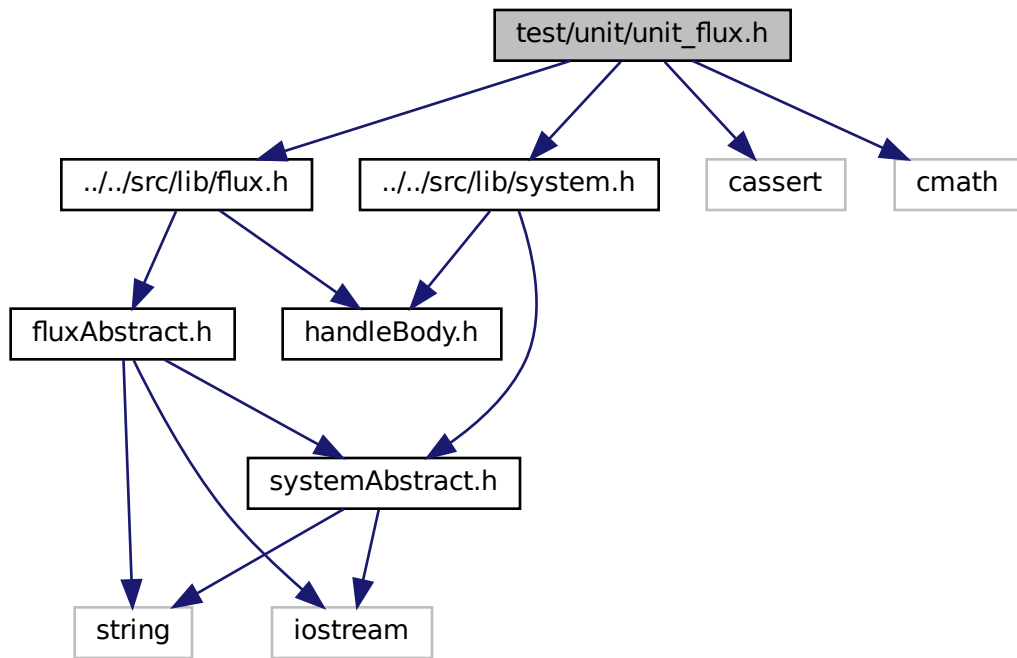 test/unit/unit_flux.h
../../src/lib/flux.h
../../src/lib/system.h
cassert
cmath
fluxAbstract.h
handleBody.h
systemAbstract.h
string
iostream